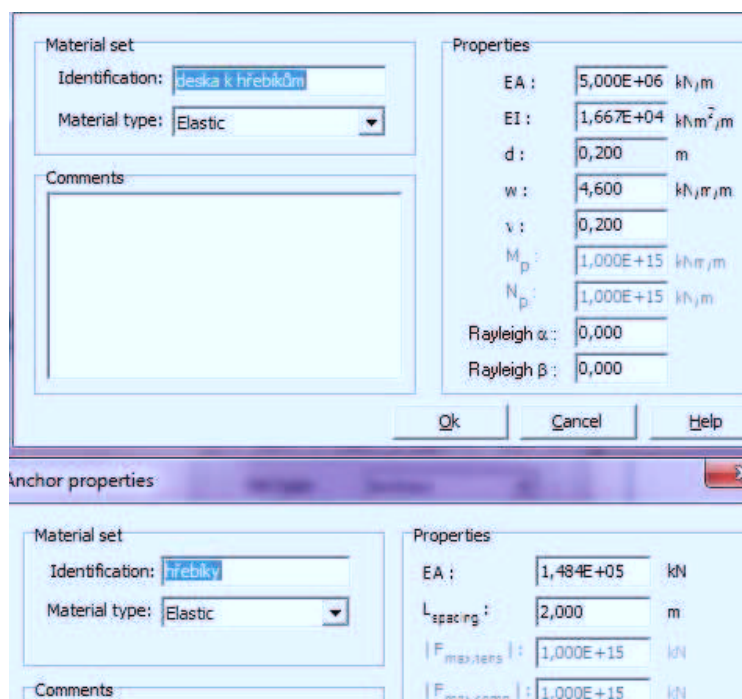 Material set
Identification: deska k hřebíkům
Material type: Elastic
Comments
Properties
EA : 5,000E+06 kN/m
EI : 1,667E+04 kNm²/m
d : 0,200 m
w : 4,600 kN/m/m
ν : 0,200
Mp : 1,000E+15 kNm/m
Np : 1,000E+15 kN/m
Rayleigh α : 0,000
Rayleigh β : 0,000
Ok Cancel Help
Anchor properties
Material set
Identification: hřebíky
Material type: Elastic
Comments
Properties
EA : 1,484E+05 kN
Lspacing : 2,000 m
|Fmax,tens| : 1,000E+15 kN
|Fmax,comp| : 1,000E+15 kN